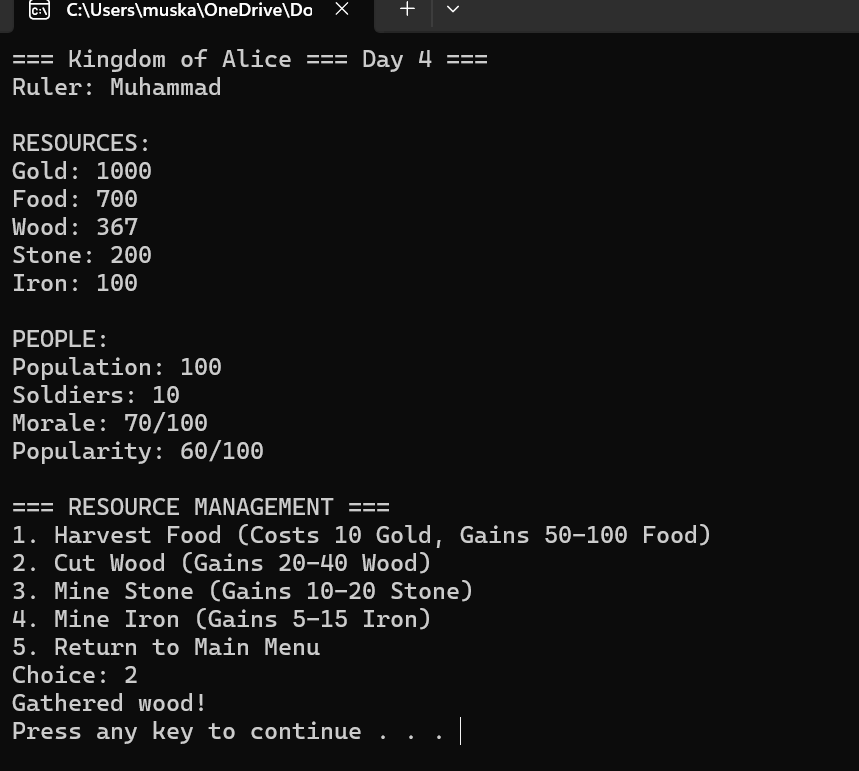 C:\Users\muska\OneDrive\Do
=== Kingdom of Alice === Day 4 ===
Ruler: Muhammad
RESOURCES:
Gold: 1000
Food: 700
Wood: 367
Stone: 200
Iron: 100
PEOPLE:
Population: 100
Soldiers: 10
Morale: 70/100
Popularity: 60/100
=== RESOURCE MANAGEMENT ===
1. Harvest Food (Costs 10 Gold, Gains 50-100 Food)
2. Cut Wood (Gains 20-40 Wood)
3. Mine Stone (Gains 10-20 Stone)
4. Mine Iron (Gains 5-15 Iron)
5. Return to Main Menu
Choice: 2
Gathered wood!
Press any key to continue . . .